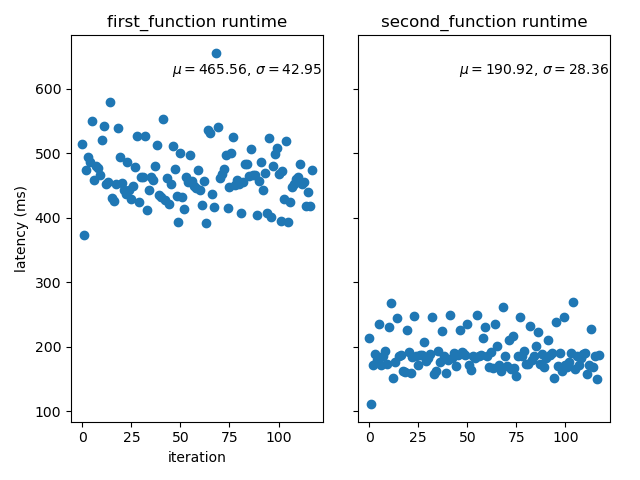 first_function runtime
second_function runtime
μ = 465.56, σ = 42.95
μ = 190.92, σ = 28.36
600
500
400
300
200
100
latency (ms)
0 25 50 75 100
0 25 50 75 100
iteration